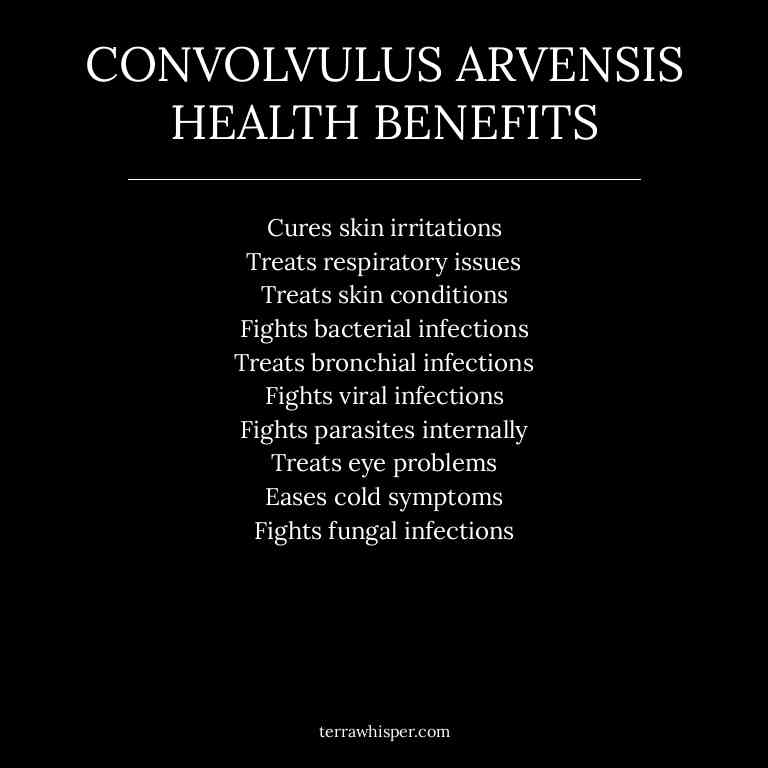 CONVOLVULUS ARVENSIS
HEALTH BENEFITS
Cures skin irritations
Treats respiratory issues
Treats skin conditions
Fights bacterial infections
Treats bronchial infections
Fights viral infections
Fights parasites internally
Treats eye problems
Eases cold symptoms
Fights fungal infections
terrawhisper.com